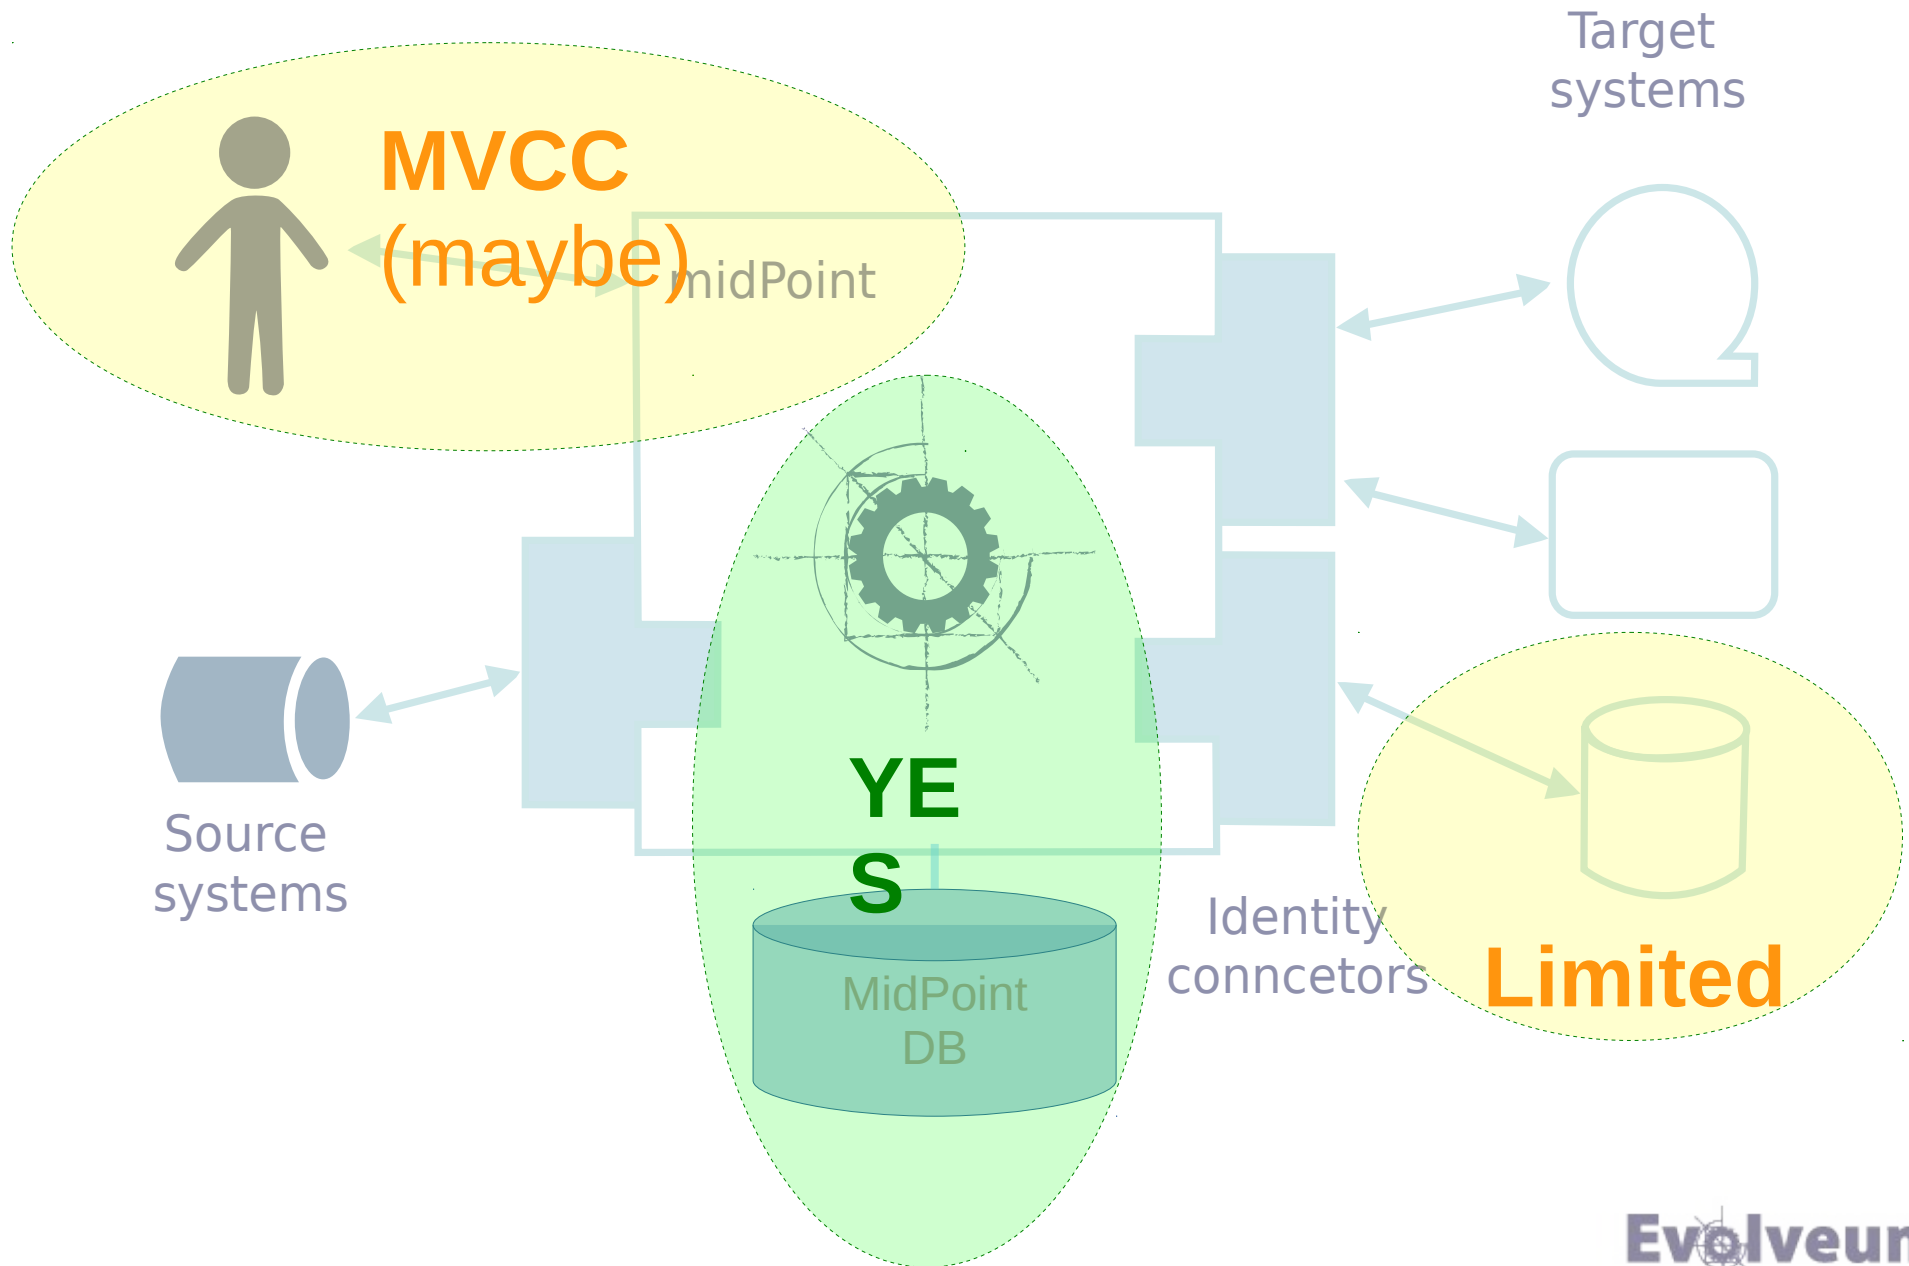 Target
systems
MVCC
(maybe)
midPoint
YE
S
Source
systems
Identity
conncetors
Limited
MidPoint
DB
Evolveum